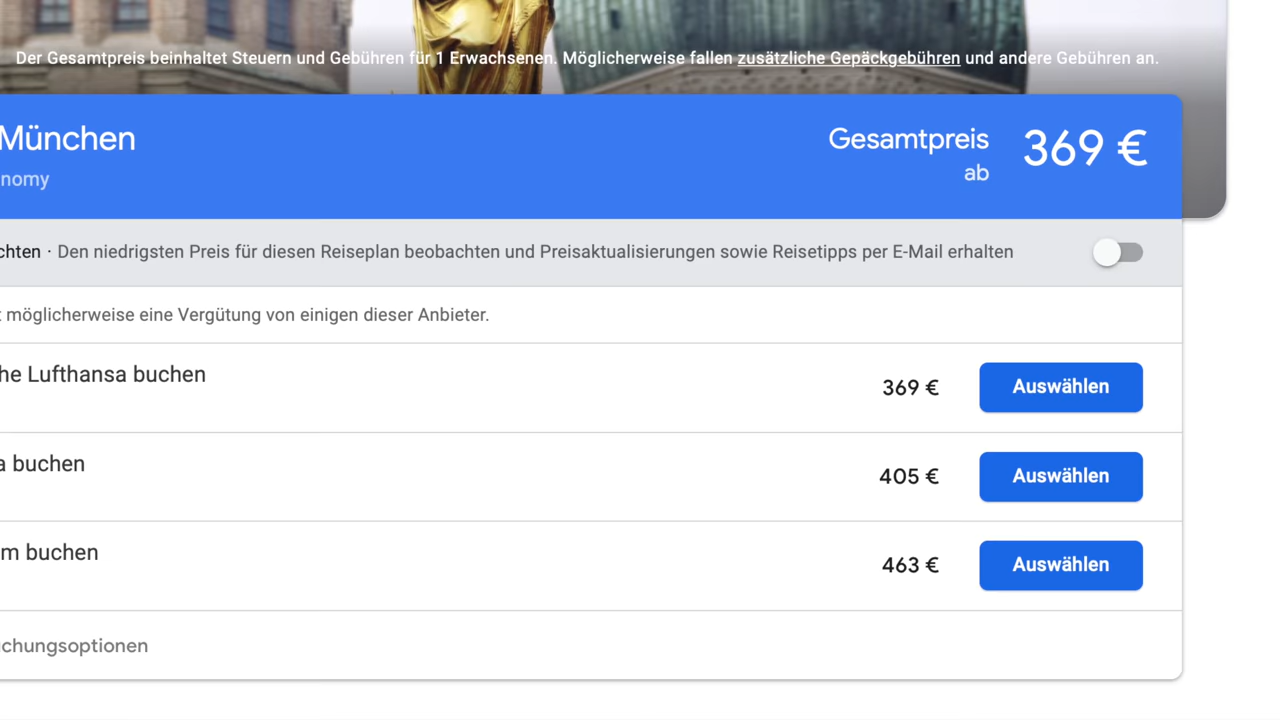 Der Gesamtpreis beinhaltet Steuern und Gebühren für 1 Erwachsenen. Möglicherweise fallen zusätzliche Gepäckgebühren und andere Gebühren an.
München
Gesamtpreis
ab
369 €
nomy
chten · Den niedrigsten Preis für diesen Reiseplan beobachten und Preisaktualisierungen sowie Reisetipps per E-Mail erhalten
t möglicherweise eine Vergütung von einigen dieser Anbieter.
he Lufthansa buchen
369 €
Auswählen
a buchen
405 €
Auswählen
m buchen
463 €
Auswählen
chungsoptionen